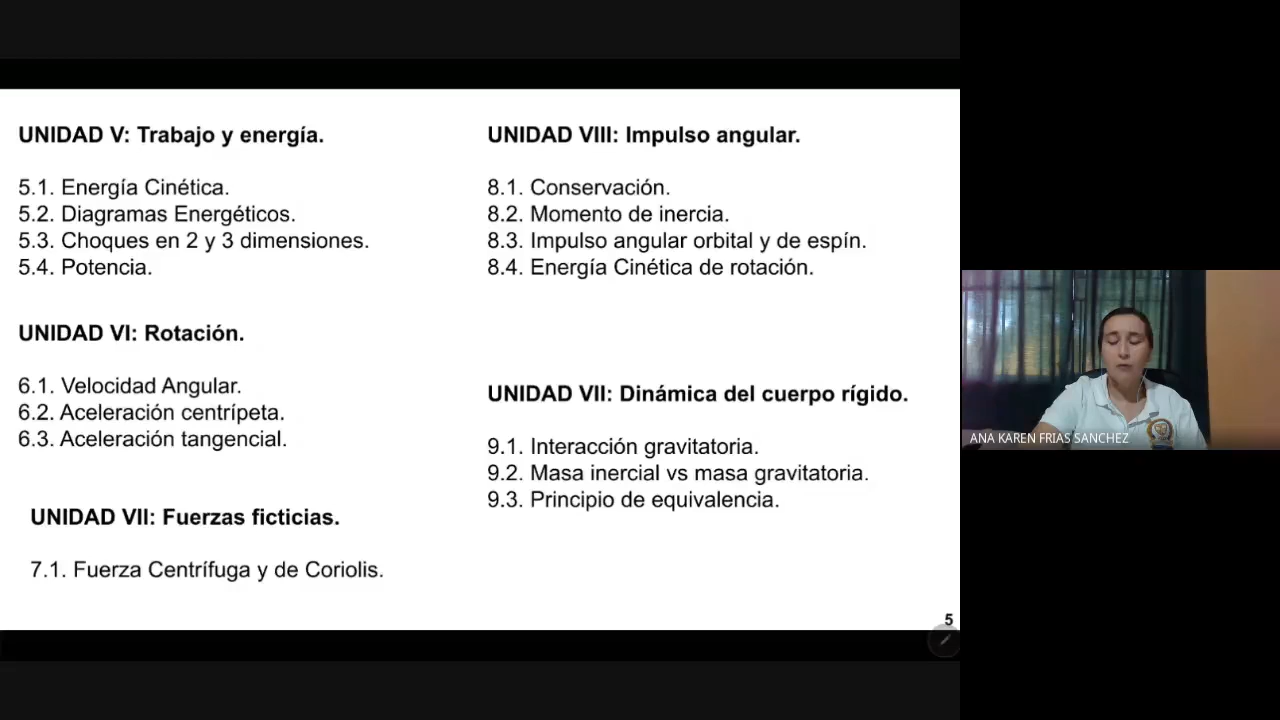 UNIDAD V: Trabajo y energía.
5.1. Energía Cinética.
5.2. Diagramas Energéticos.
5.3. Choques en 2 y 3 dimensiones.
5.4. Potencia.
UNIDAD VI: Rotación.
6.1. Velocidad Angular.
6.2. Aceleración centrípeta.
6.3. Aceleración tangencial.
UNIDAD VII: Fuerzas ficticias.
7.1. Fuerza Centrífuga y de Coriolis.
UNIDAD VIII: Impulso angular.
8.1. Conservación.
8.2. Momento de inercia.
8.3. Impulso angular orbital y de espín.
8.4. Energía Cinética de rotación.
UNIDAD VII: Dinámica del cuerpo rígido.
9.1. Interacción gravitatoria.
9.2. Masa inercial vs masa gravitatoria.
9.3. Principio de equivalencia.
5
ANA KAREN FRIAS SANCHEZ